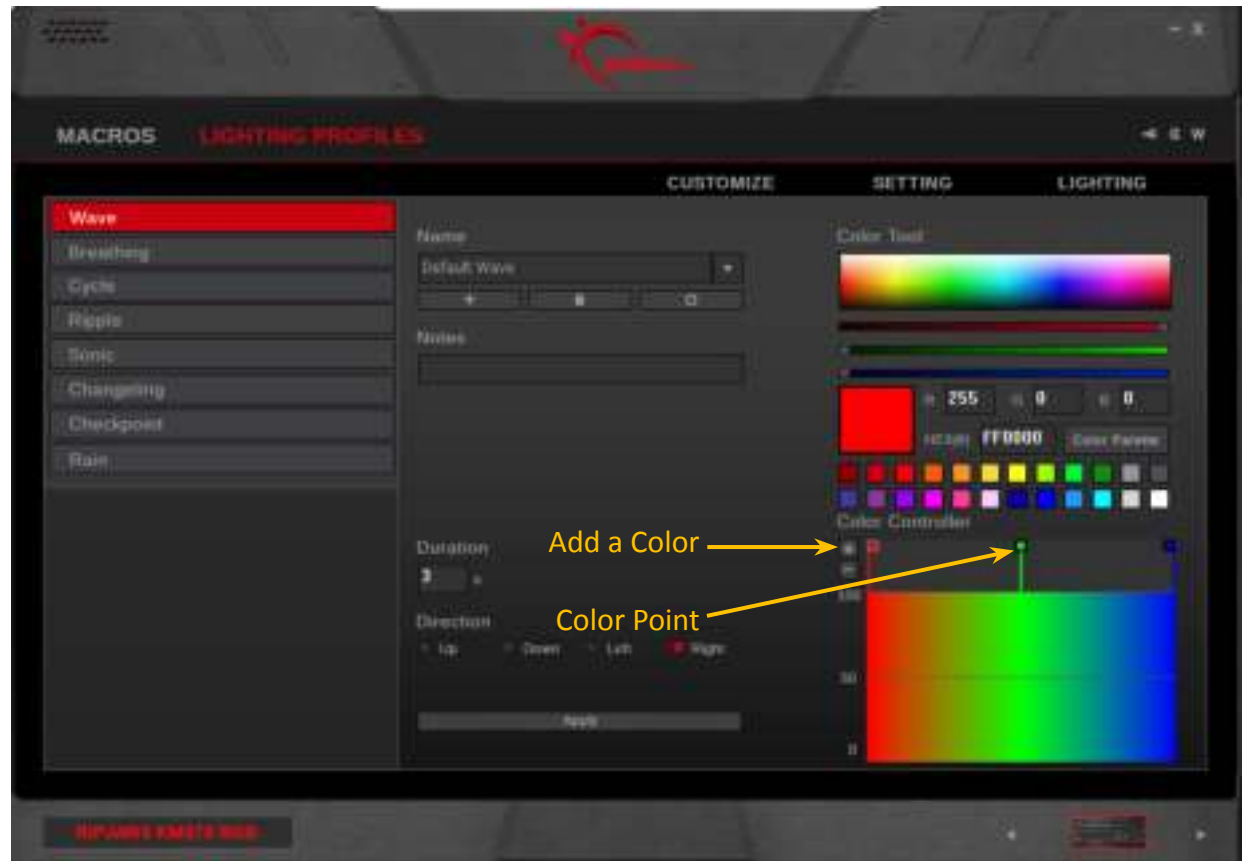 MACROS LIGHTING PROFILES
CUSTOMIZE SETTING LIGHTING
Wave
Breathing
Cycle
Ripple
Sonic
Changeling
Checkpoint
Rain
Name
Default Wave
Notes
Duration
3 s
Direction
Up Down Left Right
Apply
Color Tool
R 255 G 0 B 0
FF0000 Color Palette
Color Controller
Add a Color
Color Point
100
50
0